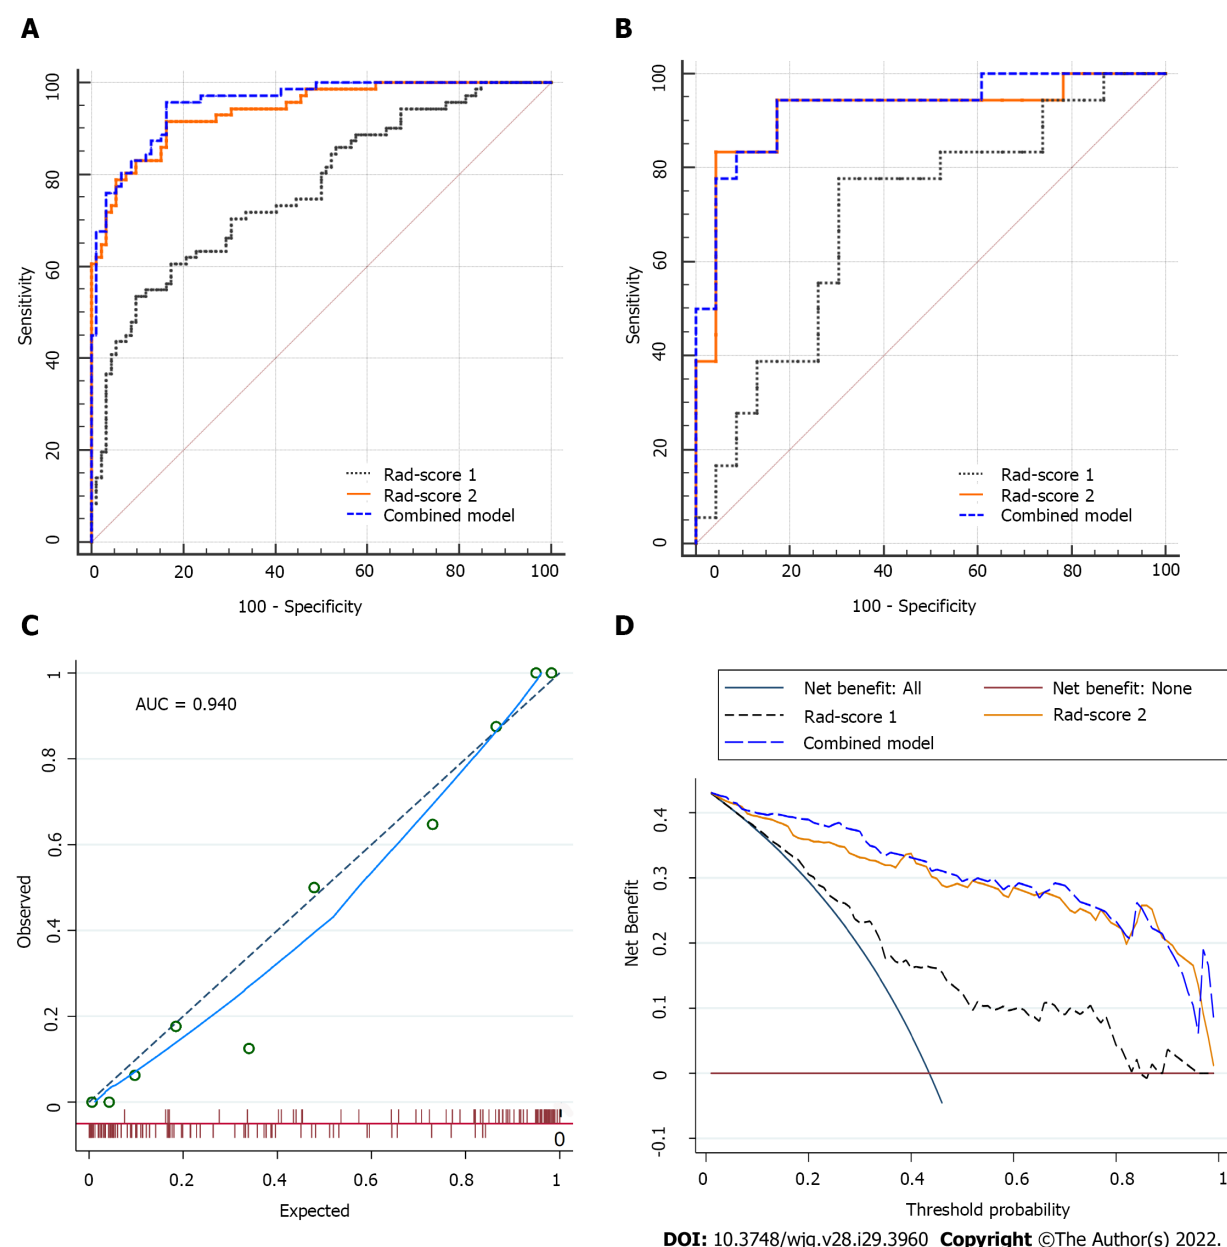 A
B
100
80
60
40
20
0
Sensitivity
Rad-score 1
Rad-score 2
Combined model
0 20 40 60 80 100
100 - Specificity
100
80
60
40
20
0
Sensitivity
Rad-score 1
Rad-score 2
Combined model
0 20 40 60 80 100
100 - Specificity
C
D
1
0.8
0.6
0.4
0.2
0
Observed
AUC = 0.940
0
0 0.2 0.4 0.6 0.8 1
Expected
Net benefit: All Net benefit: None
Rad-score 1 Rad-score 2
Combined model
0.4
0.3
0.2
0.1
0
-0.1
Net Benefit
0 0.2 0.4 0.6 0.8 1
Threshold probability
DOI: 10.3748/wjg.v28.i29.3960 Copyright ©The Author(s) 2022.